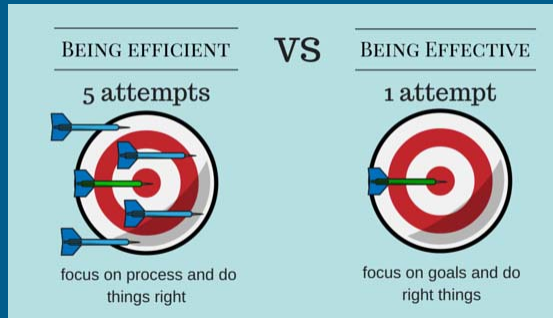 BEING EFFICIENT
VS
BEING EFFECTIVE
5 attempts
1 attempt
focus on process and do
things right
focus on goals and do
right things